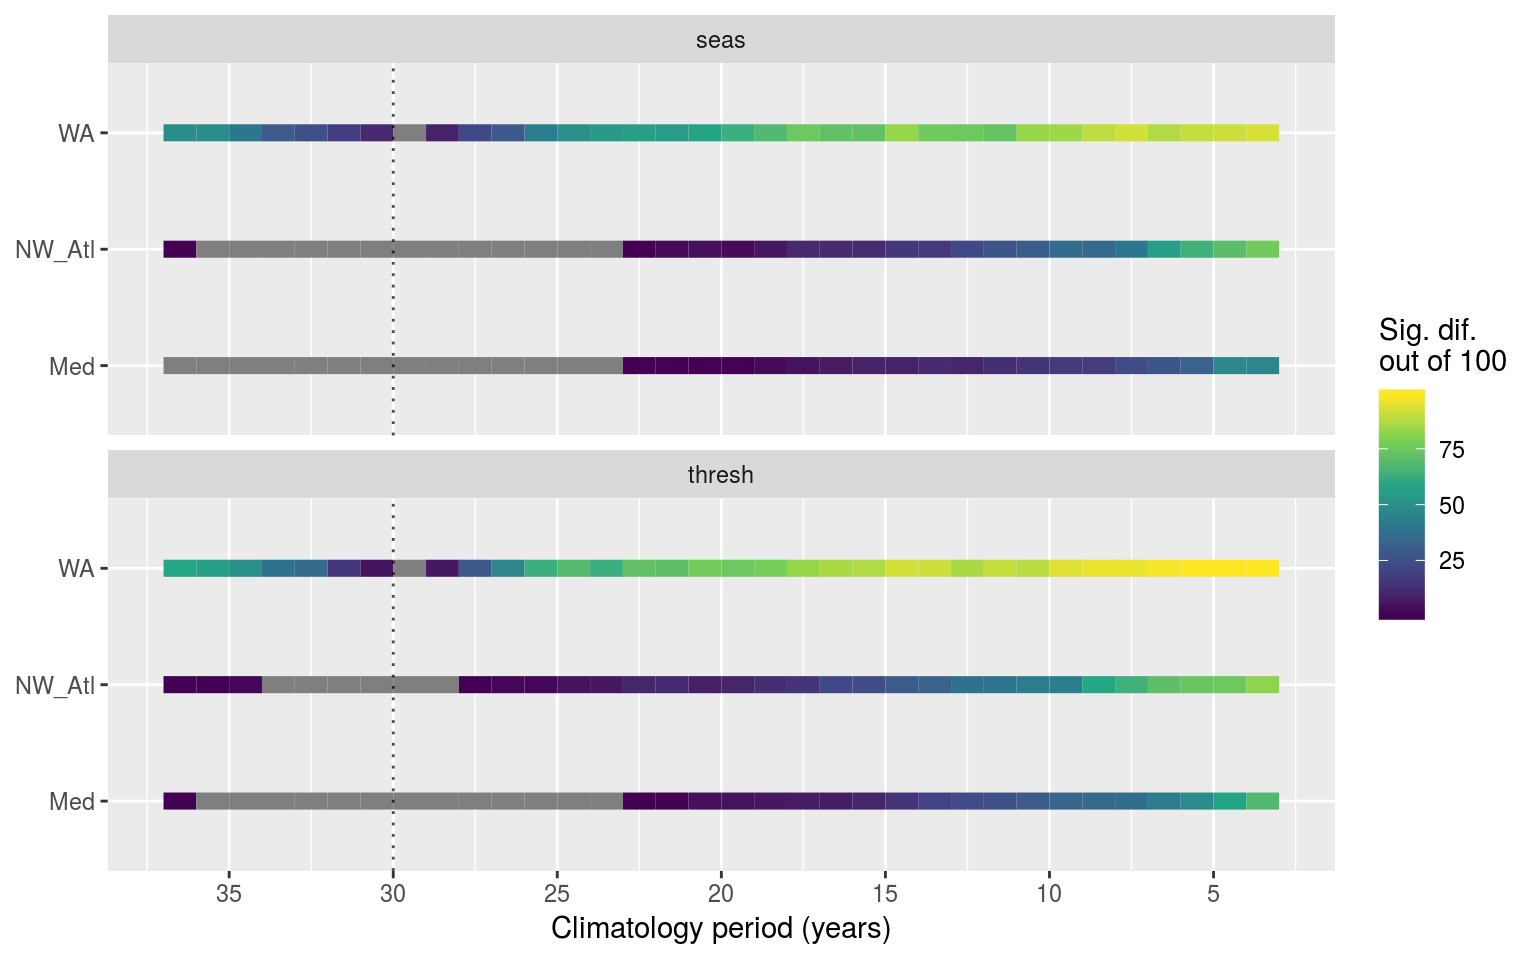 seas
WA
NW_Atl
Med
thresh
WA
NW_Atl
Med
35 30 25 20 15 10 5
Climatology period (years)
Sig. dif.
out of 100
75
50
25